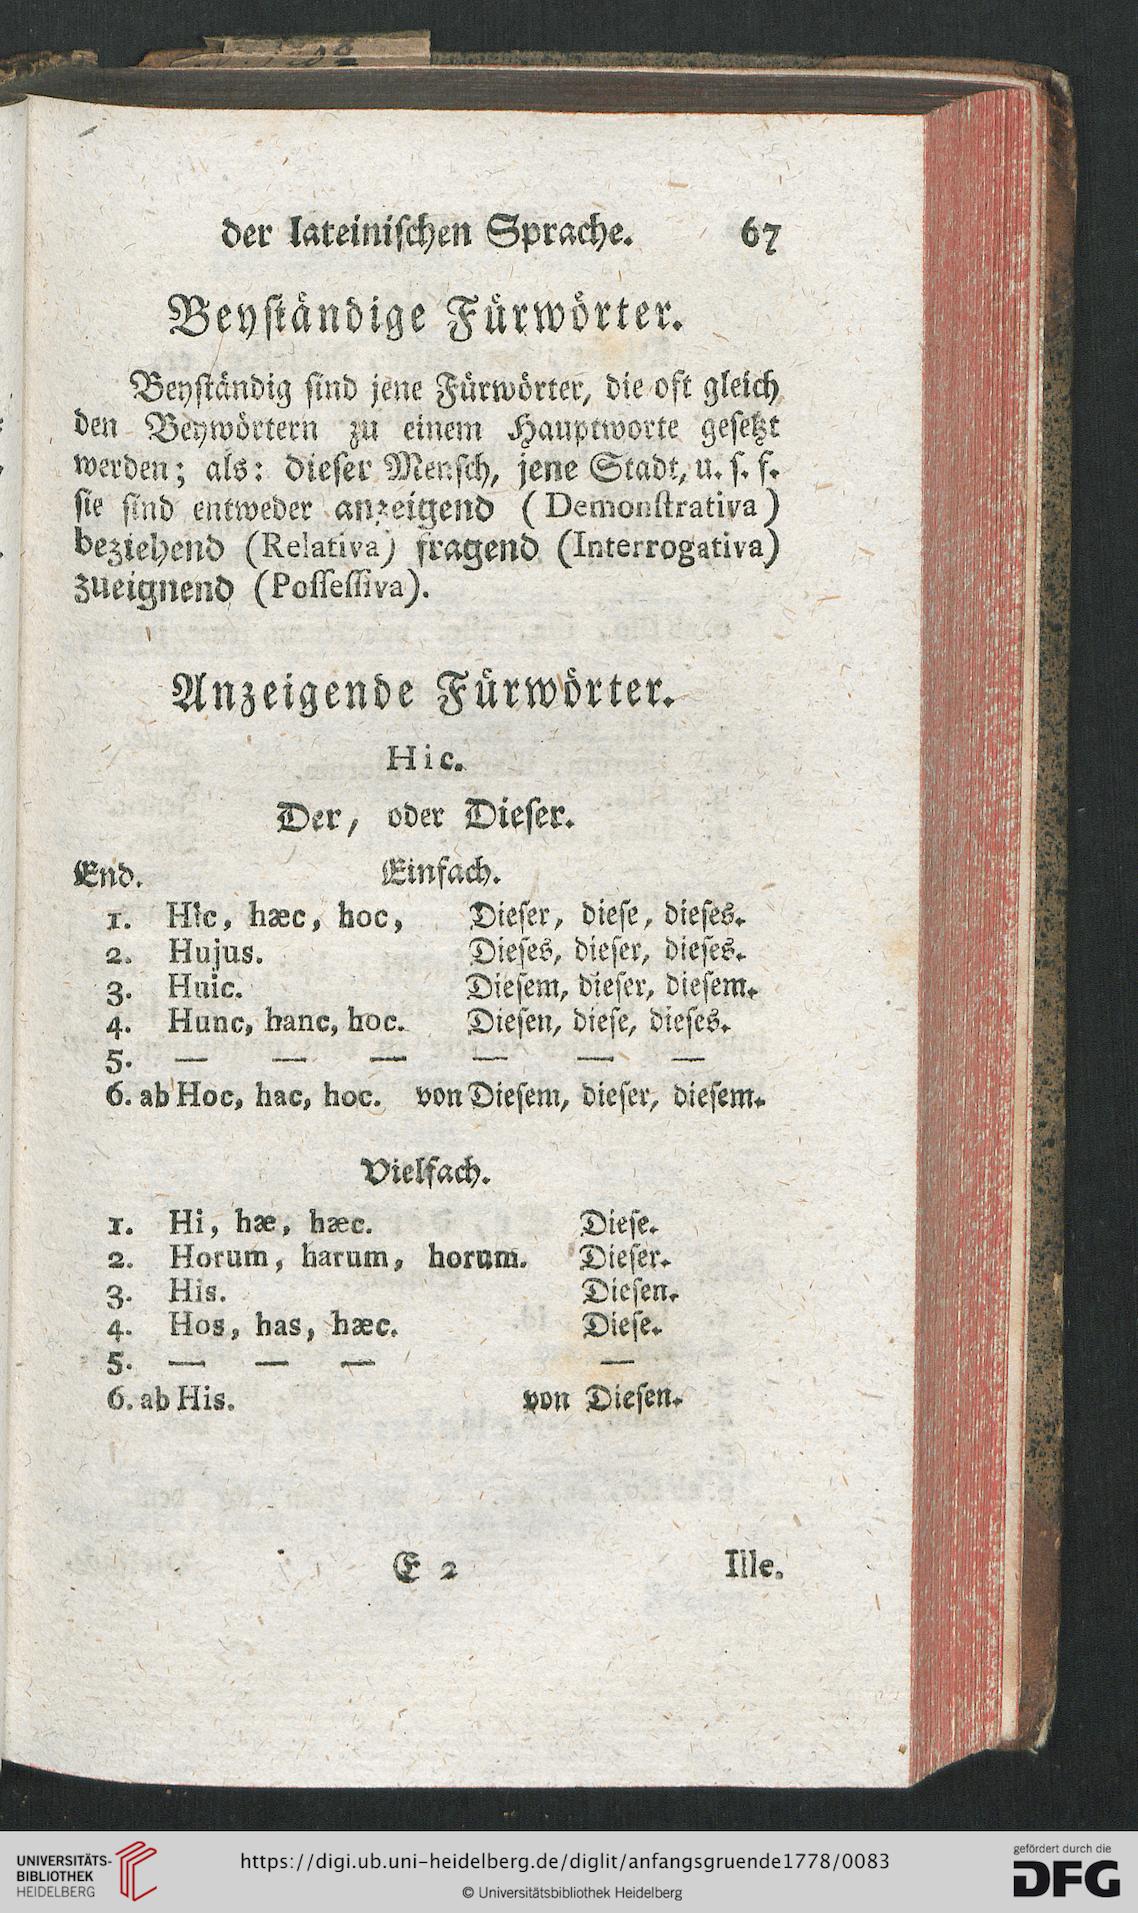 der lateiniſchen Sprache. 67
Beyſtändige Fürwörter.
Beyſtändig ſind jene Fürwörter, die oft gleich
den Beywörtern zu einem Hauptworte geſetzt
werden; als: dieſer Menſch, jene Stadt, u. ſ. f.
ſie ſind entweder anzeigend (Demonſtrativa)
beziehend (Relativa) fragend (Interrogativa)
zueignend (Poſſeſſiva).
Anzeigende Fürwörter.
Hic.
Der, oder Dieſer.
End. Einfach.
1. Hic, hæc, hoc, Dieſer, dieſe, dieſes.
2. Hujus. Dieſes, dieſer, dieſes.
3. Huic. Dieſem, dieſer, dieſem.
4. Hunc, hanc, hoc. Dieſen, dieſe, dieſes.
5. — — — — — —
6. ab Hoc, hac, hoc. von Dieſem, dieſer, dieſem.
Vielfach.
1. Hi, hæ, hæc. Dieſe.
2. Horum, harum, horum. Dieſer.
3. His. Dieſen.
4. Hos, has, hæc. Dieſe.
5. — — — —
6. ab His. von Dieſen.
E 2 Ille.
UNIVERSITÄTS-
BIBLIOTHEK
HEIDELBERG
https://digi.ub.uni-heidelberg.de/diglit/anfangsgruende1778/0083
© Universitätsbibliothek Heidelberg
gefördert durch die
DFG